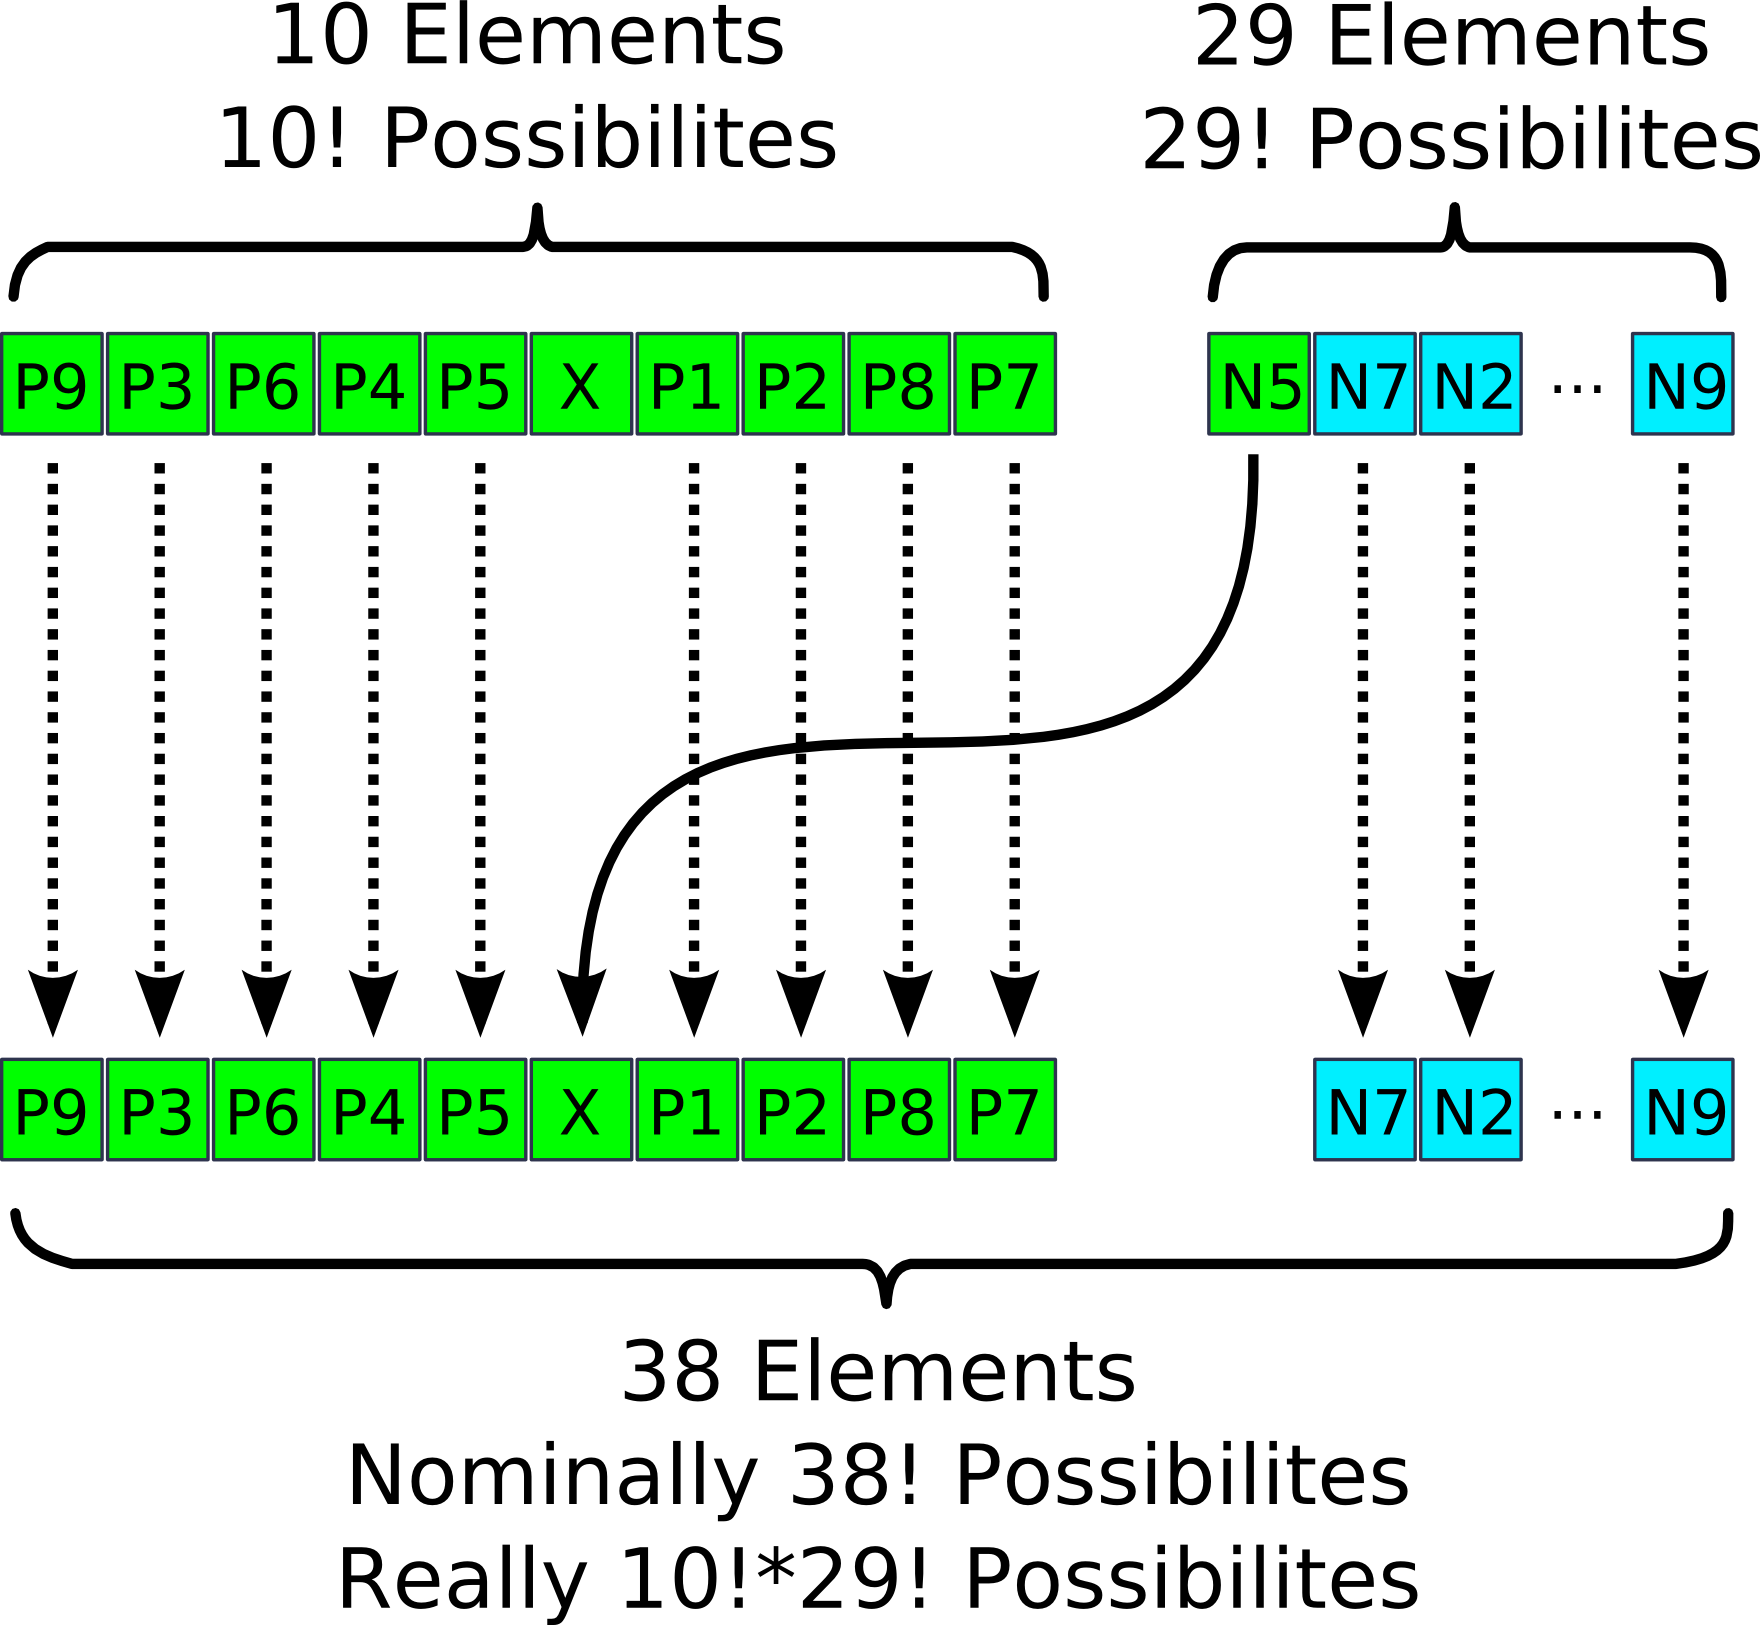 10 Elements
10! Possibilites
29 Elements
29! Possibilites
P9 P3 P6 P4 P5 X P1 P2 P8 P7 N5 N7 N2 ... N9
P9 P3 P6 P4 P5 X P1 P2 P8 P7 N7 N2 ... N9
38 Elements
Nominally 38! Possibilites
Really 10!*29! Possibilites